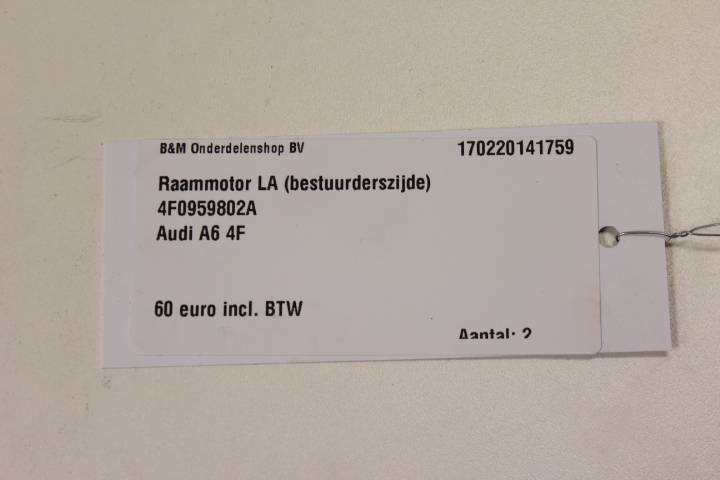 B&M Onderdelenshop BV
170220141759
Raammotor LA (bestuurderszijde)
4F0959802A
Audi A6 4F
60 euro incl. BTW
Aantal: 2